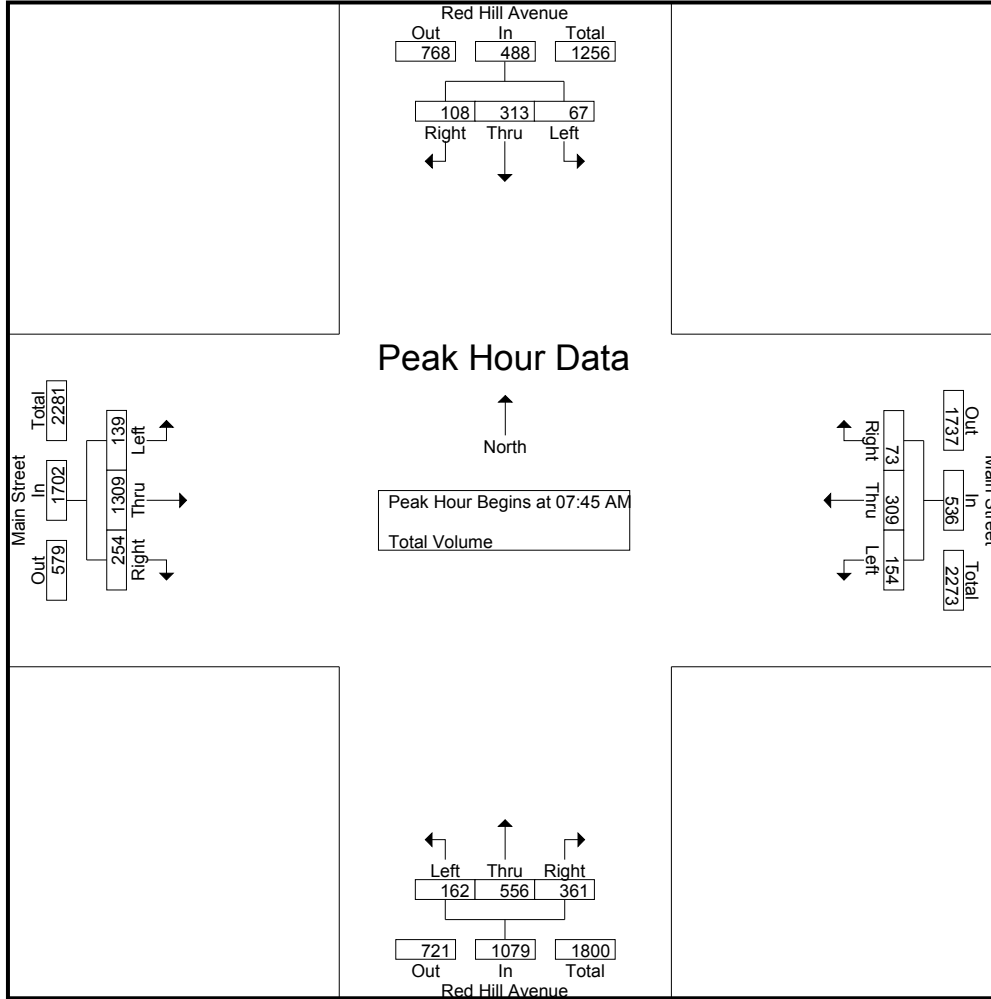 Red Hill Avenue
Out In Total
768 488 1256
108 313 67
Right Thru Left
Peak Hour Data
North
Peak Hour Begins at 07:45 AM
Total Volume
Main Street
Out In Total
579 1702 2281
Right Thru Left
254 1309 139
Main Street
Out In Total
1737 536 2273
73 309 154
Right Thru Left
Left Thru Right
162 556 361
721 1079 1800
Out In Total
Red Hill Avenue